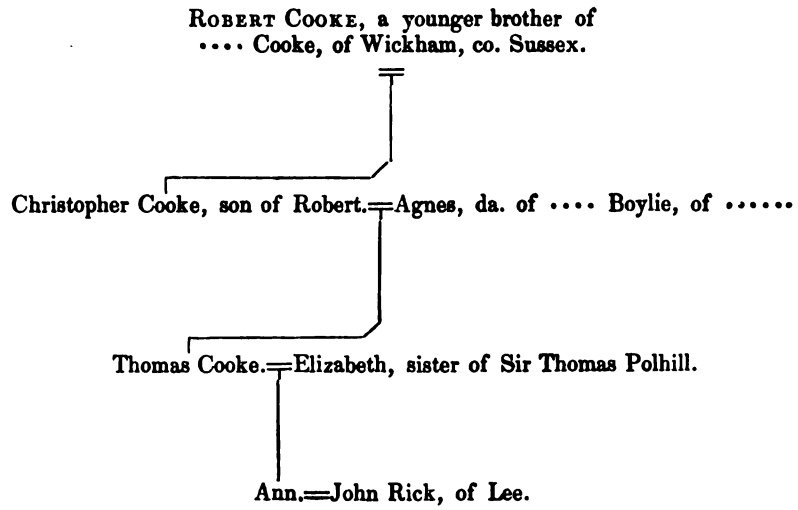 ROBERT COOKE, a younger brother of
.... Cooke, of Wickham, co. Sussex.
Christopher Cooke, son of Robert.=Agnes, da. of .... Boylie, of ......
Thomas Cooke.=Elizabeth, sister of Sir Thomas Polhill.
Ann.=John Rick, of Lee.